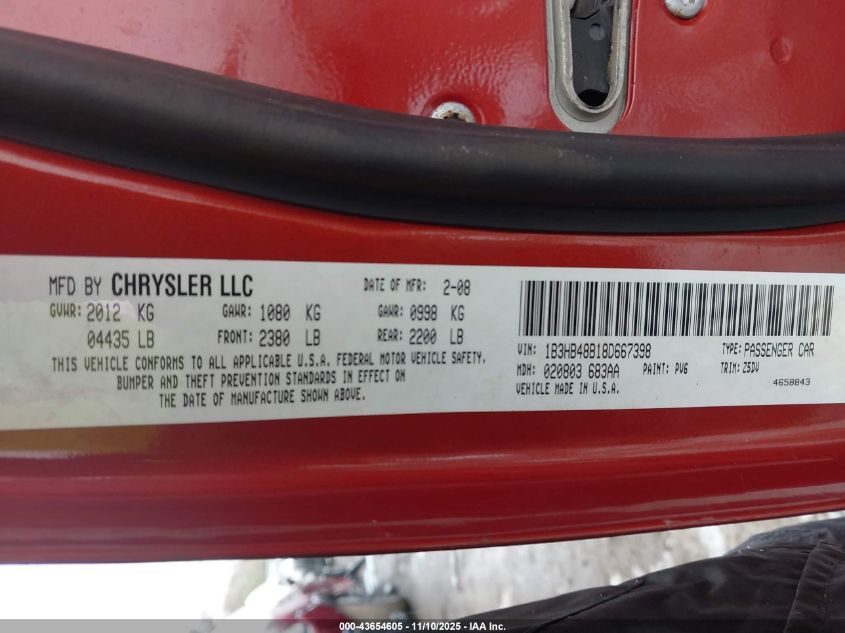 MFD BY CHRYSLER LLC DATE OF MFR: 2-08
GVWR: 2012 KG GAWR: 1080 KG GAWR: 0998 KG
04435 LB FRONT: 2380 LB REAR: 2200 LB
THIS VEHICLE CONFORMS TO ALL APPLICABLE U.S.A. FEDERAL MOTOR VEHICLE SAFETY.
BUMPER AND THEFT PREVENTION STANDARDS IN EFFECT ON
THE DATE OF MANUFACTURE SHOWN ABOVE.
VIN: 1B3HB48B18D667398 TYPE: PASSENGER CAR
MDH: 020803 683AA PAINT: PV6 TRIM: Z5DV
VEHICLE MADE IN U.S.A. 4658843
000-43654605 - 11/10/2025 - IAA Inc.